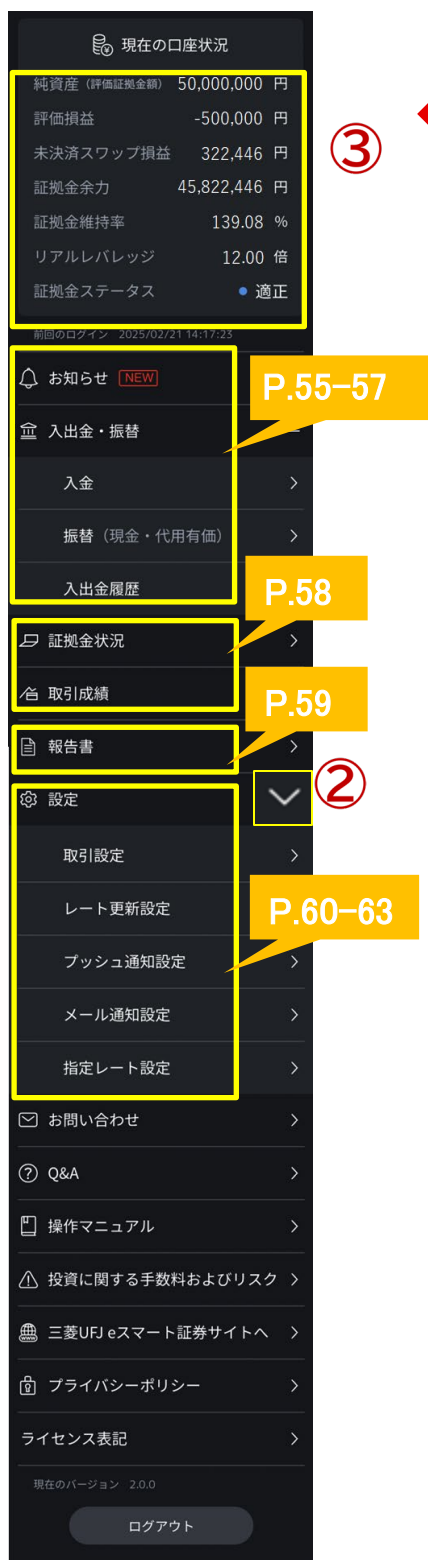 現在の口座状況
純資産 (評価証拠金額) 50,000,000 円
評価損益 -500,000 円
未決済スワップ損益 322,446 円
証拠金余力 45,822,446 円
証拠金維持率 139.08 %
リアルレバレッジ 12.00 倍
証拠金ステータス ● 適正
③
前回のログイン 2025/02/21 14:17:23
お知らせ NEW
P.55-57
入出金・振替
入金
振替(現金・代用有価)
入出金履歴
P.58
証拠金状況
取引成績
P.59
報告書
設定
②
取引設定
レート更新設定
P.60-63
プッシュ通知設定
メール通知設定
指定レート設定
お問い合わせ
Q&A
操作マニュアル
投資に関する手数料およびリスク
三菱UFJ eスマート証券サイトへ
プライバシーポリシー
ライセンス表記
現在のバージョン 2.0.0
ログアウト